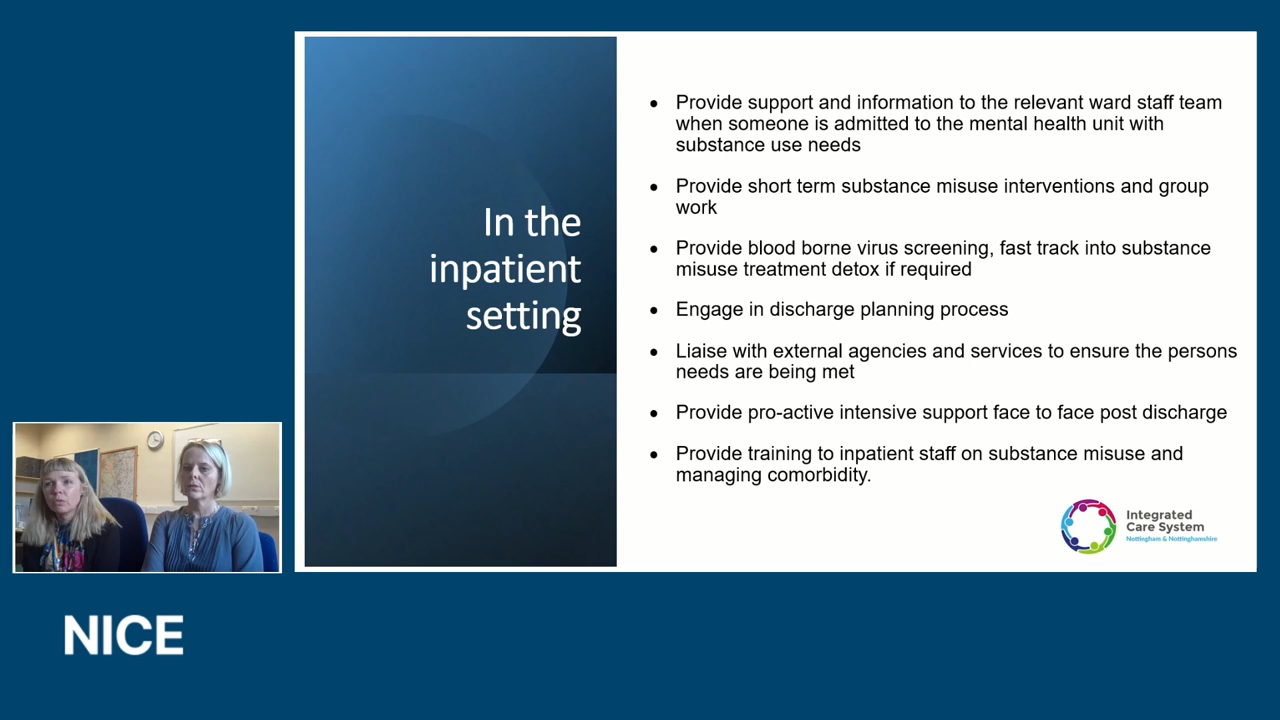 In the
inpatient
setting
Provide support and information to the relevant ward staff team
when someone is admitted to the mental health unit with
substance use needs
Provide short term substance misuse interventions and group
work
Provide blood borne virus screening, fast track into substance
misuse treatment detox if required
Engage in discharge planning process
Liaise with external agencies and services to ensure the persons
needs are being met
Provide pro-active intensive support face to face post discharge
Provide training to inpatient staff on substance misuse and
managing comorbidity.
Integrated
Care System
Nottingham & Nottinghamshire
NICE